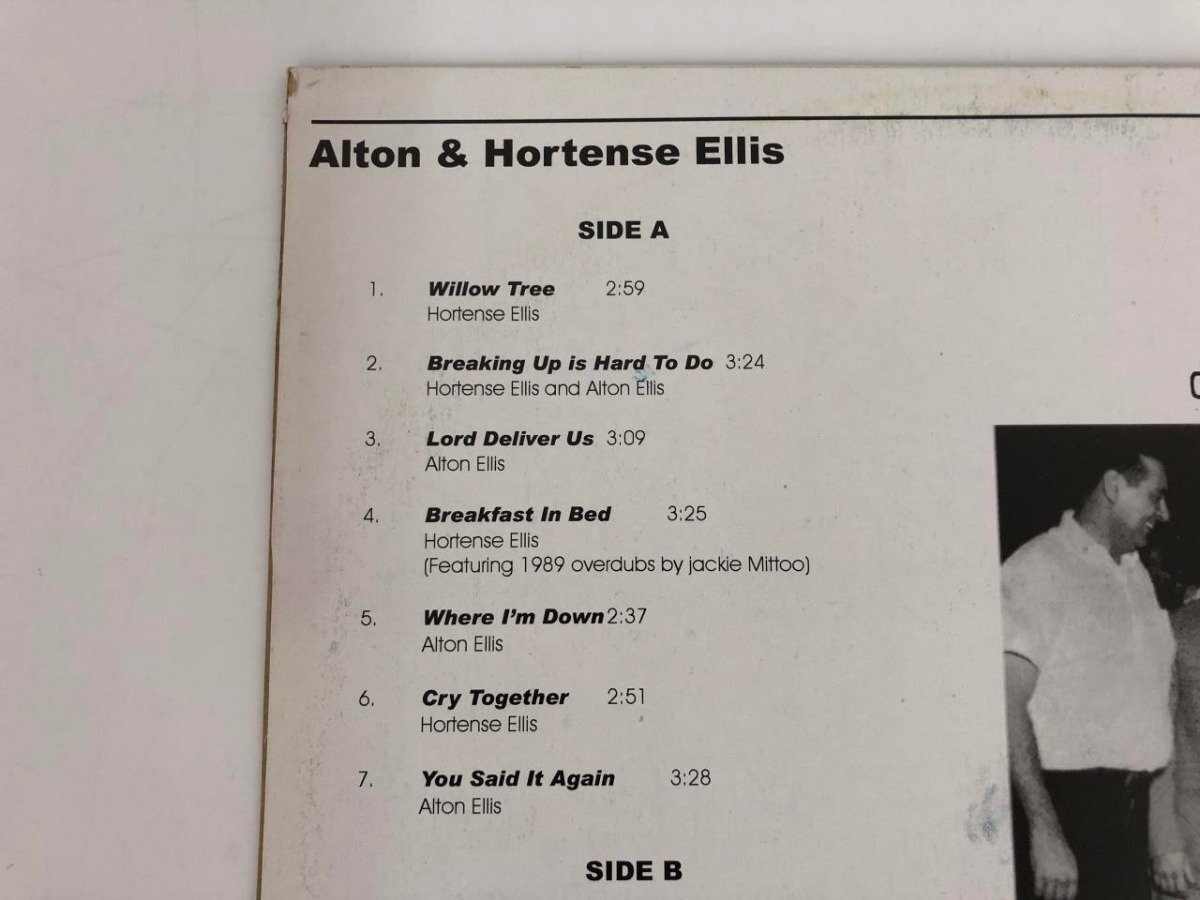 Alton & Hortense Ellis
SIDE A
1. Willow Tree 2:59
Hortense Ellis
2. Breaking Up is Hard To Do 3:24
Hortense Ellis and Alton Ellis
3. Lord Deliver Us 3:09
Alton Ellis
4. Breakfast In Bed 3:25
Hortense Ellis
(Featuring 1989 overdubs by jackie Mittoo)
5. Where I'm Down 2:37
Alton Ellis
6. Cry Together 2:51
Hortense Ellis
7. You Said It Again 3:28
Alton Ellis
SIDE B